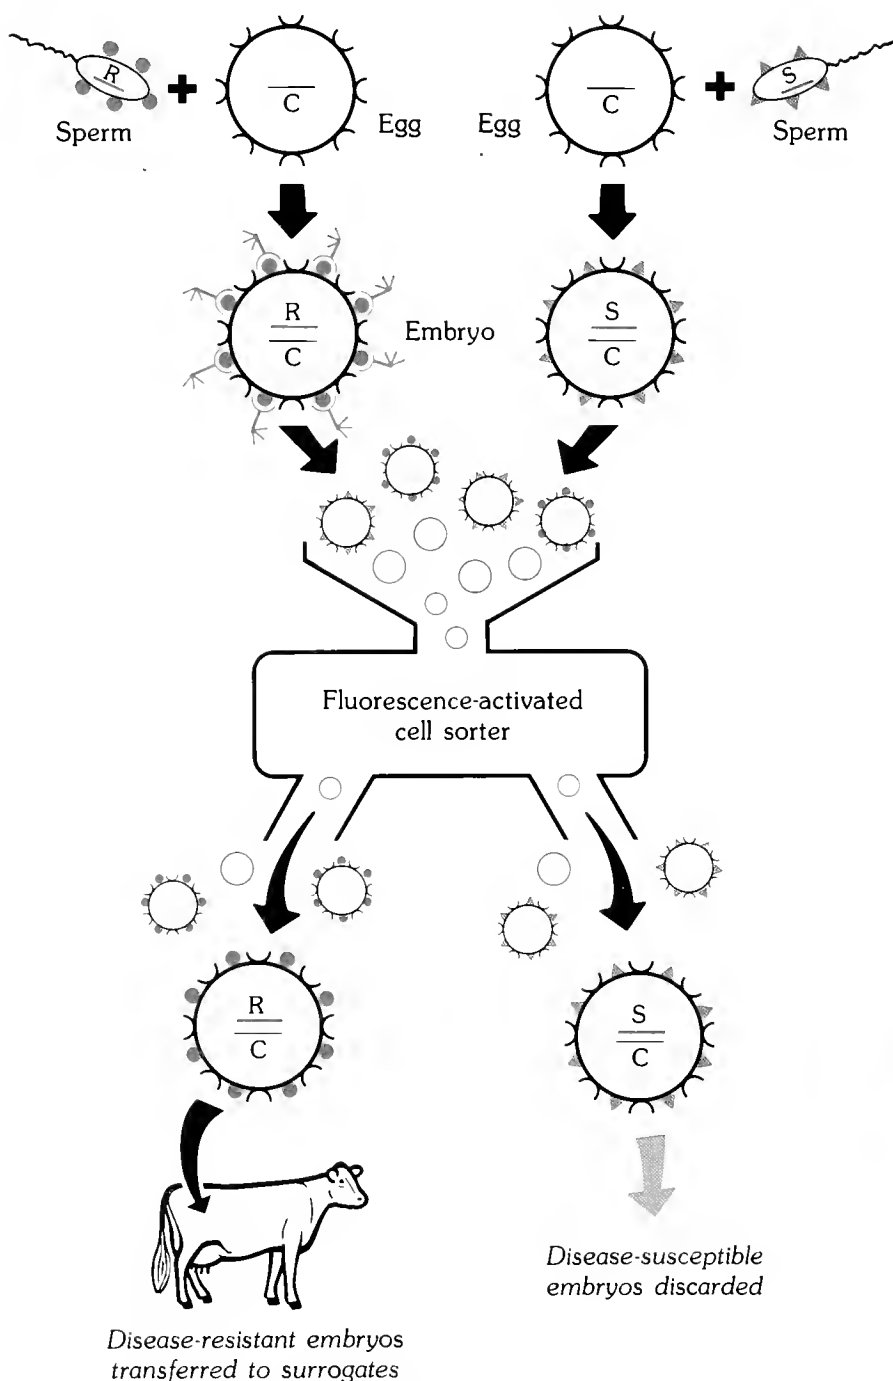 R
C
C
S
Sperm
Egg
Egg
Sperm
R
C
Embryo
S
C
Fluorescence-activated
cell sorter
R
C
S
C
Disease-susceptible
embryos discarded
Disease-resistant embryos
transferred to surrogates